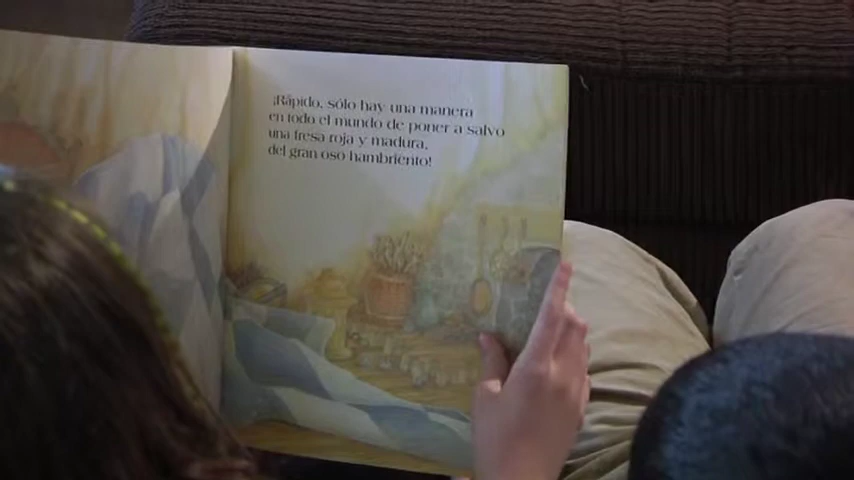 ¡Rápido, sólo hay una manera
en todo el mundo de poner a salvo
una fresa roja y madura,
del gran oso hambriento!